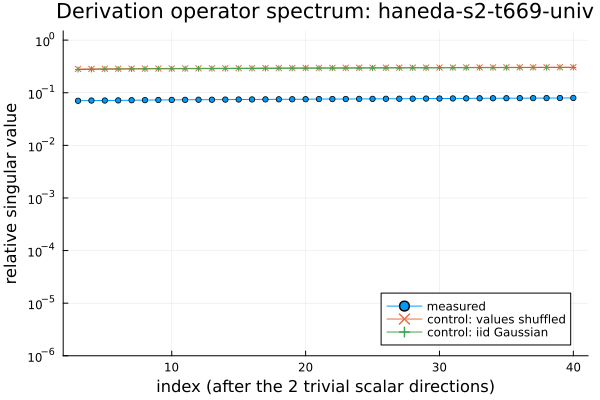 Derivation operator spectrum: haneda-s2-t669-univ
relative singular value
10⁰
10⁻¹
10⁻²
10⁻³
10⁻⁴
10⁻⁵
10⁻⁶
measured
control: values shuffled
control: iid Gaussian
10
20
30
40
index (after the 2 trivial scalar directions)